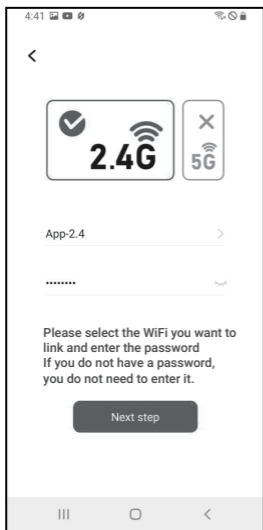 4:41
2.4G
5G
App-2.4
••••••••
Please select the WiFi you want to
link and enter the password
If you do not have a password,
you do not need to enter it.
Next step